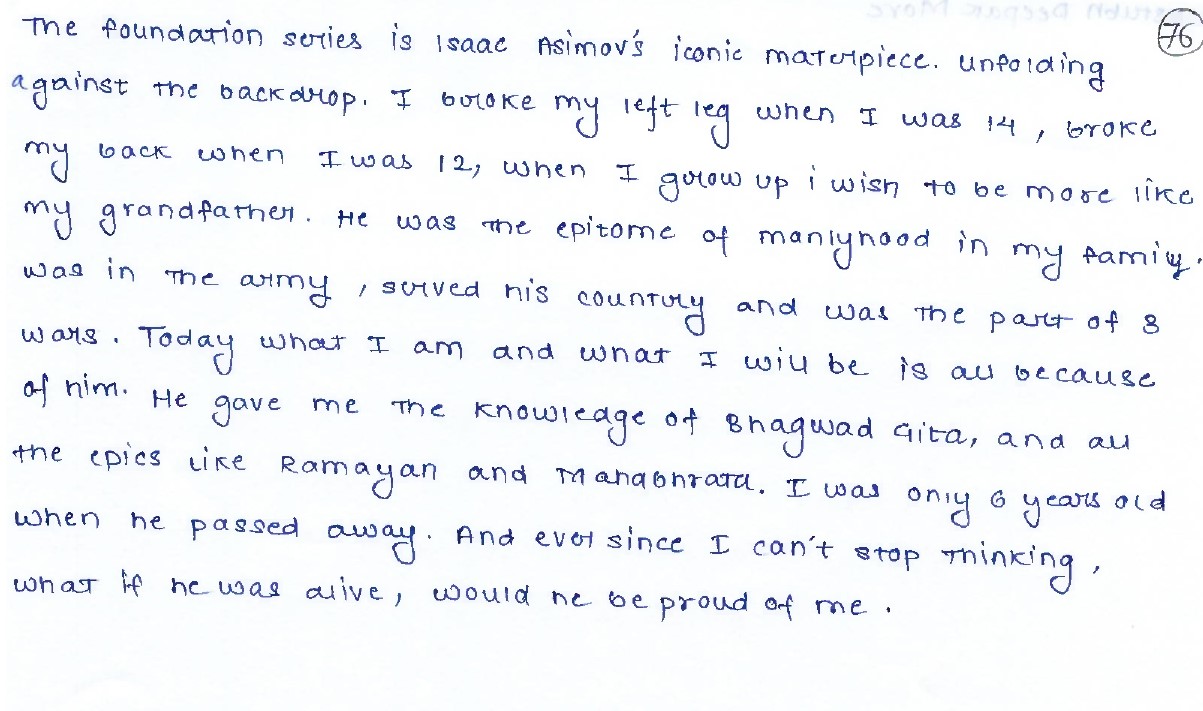 76
The foundation series is Isaac Asimov's iconic materpiece. unfolding
against the backdrop. I broke my left leg when I was 14, broke
my back when I was 12, when I grow up i wish to be more like
my grandfather. He was the epitome of manlyhood in my family.
was in the army, served his country and was the part of 3
wars. Today what I am and what I will be is all because
of him. He gave me the knowledge of Bhagwad Gita, and all
the epics like Ramayan and Mahabhrata. I was only 6 years old
when he passed away. And ever since I can't stop thinking,
what if he was alive, would he be proud of me.